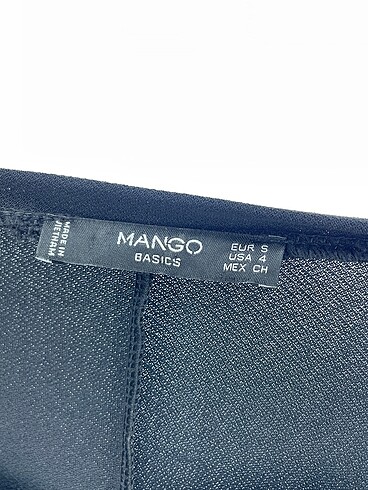 MADE IN
VIETNAM
MANGO
BASICS
EUR S
USA 4
MEX CH